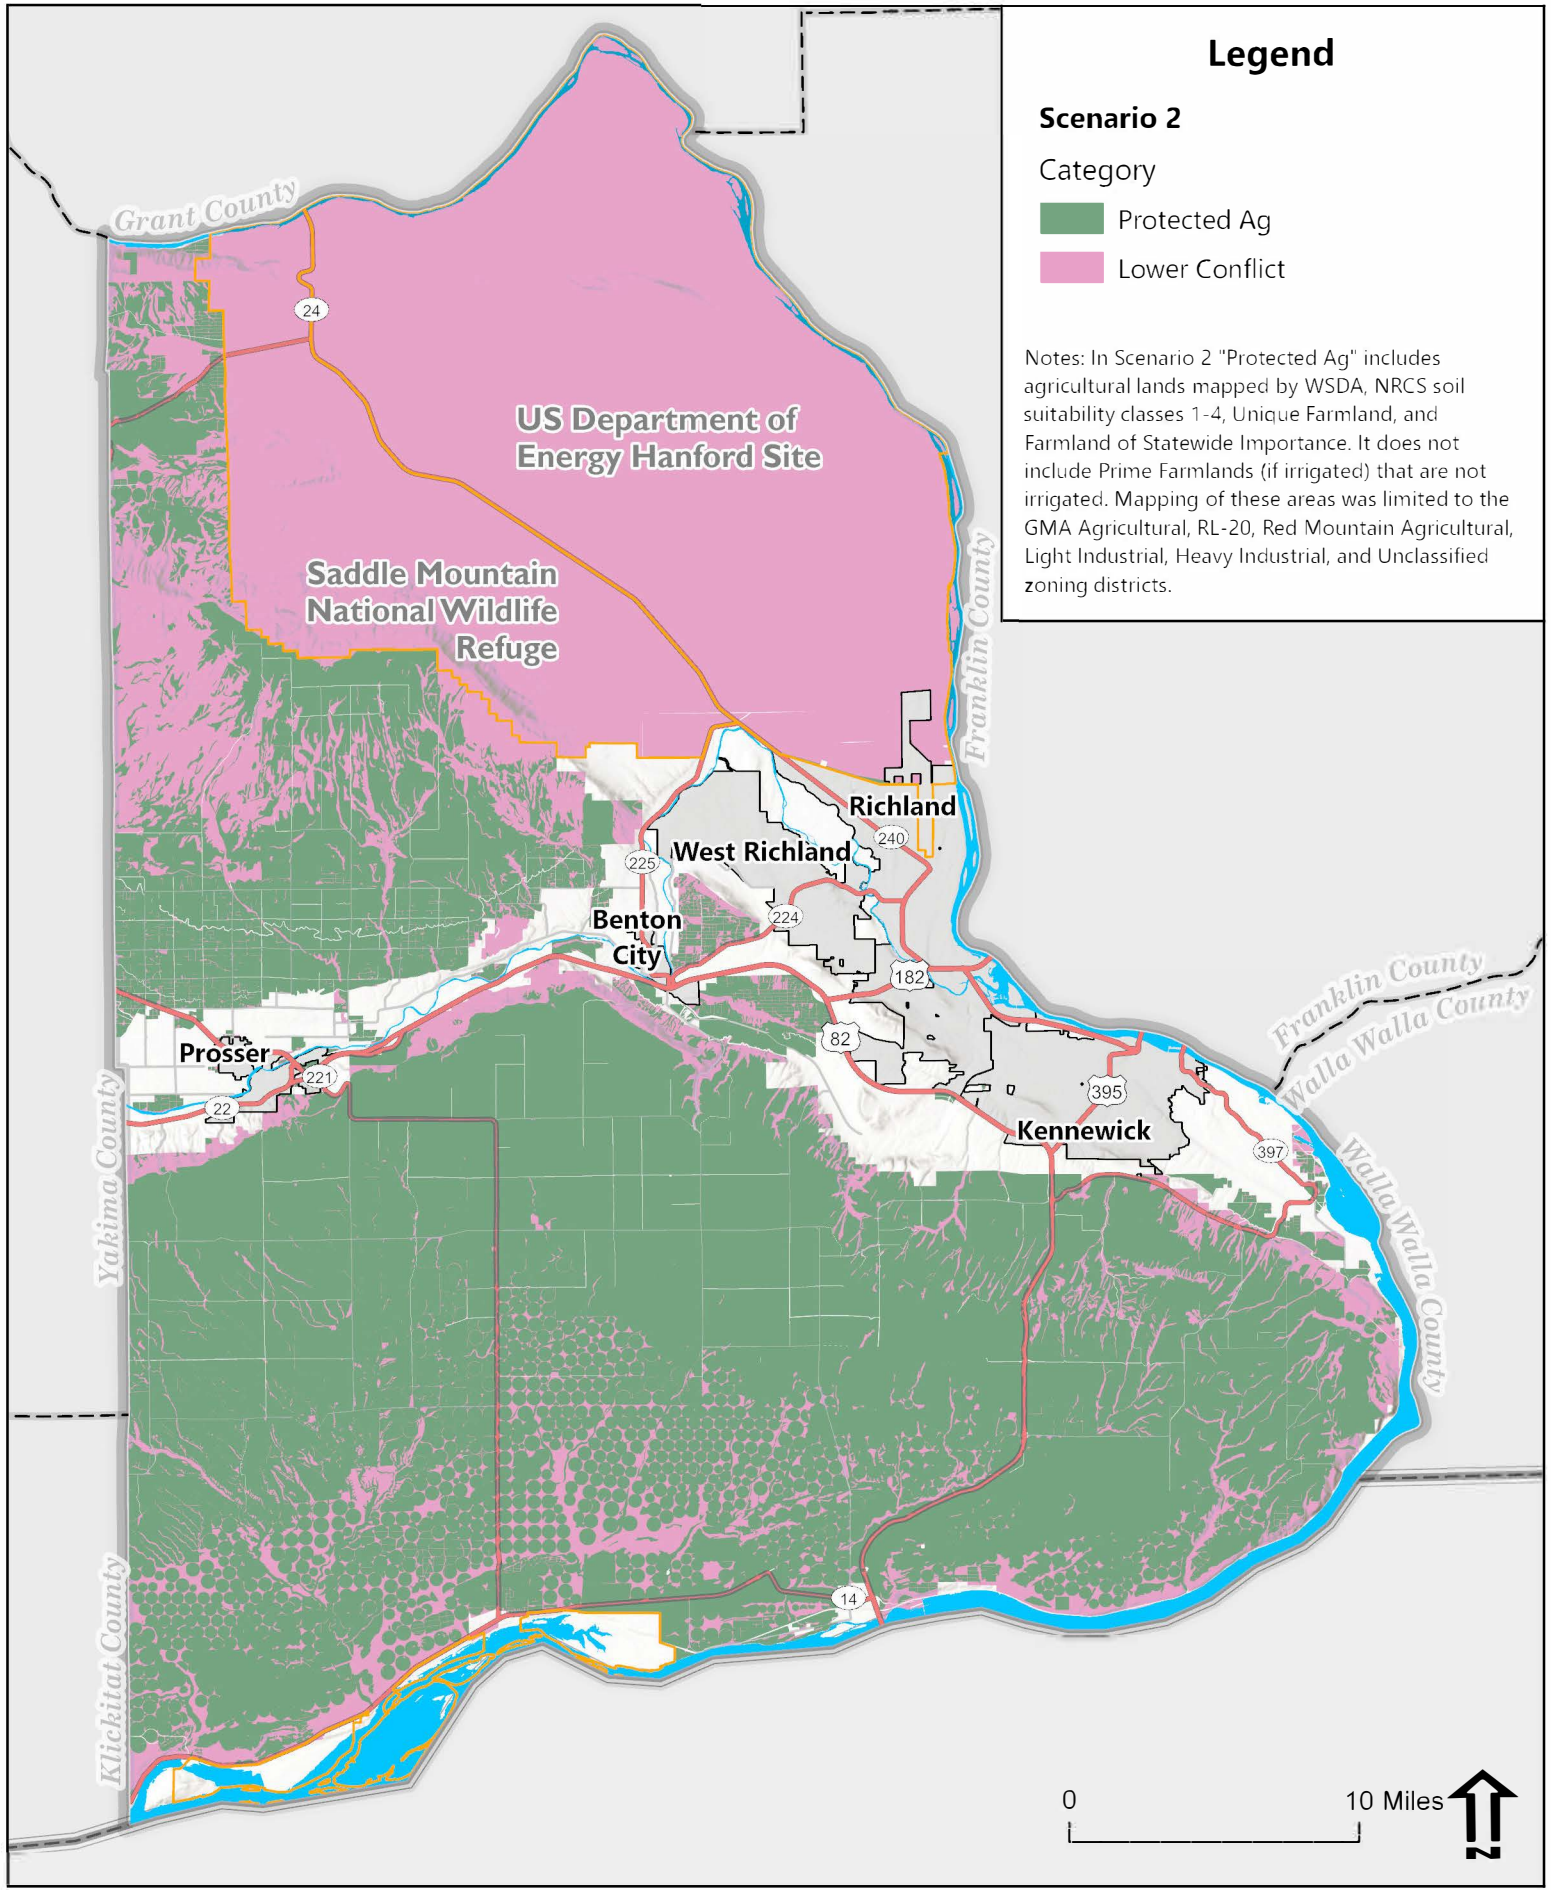 Legend
Scenario 2
Category
Protected Ag
Lower Conflict
Notes: In Scenario 2 "Protected Ag" includes
agricultural lands mapped by WSDA, NRCS soil
suitability classes 1-4, Unique Farmland, and
Farmland of Statewide Importance. It does not
include Prime Farmlands (if irrigated) that are not
irrigated. Mapping of these areas was limited to the
GMA Agricultural, RL-20, Red Mountain Agricultural,
Light Industrial, Heavy Industrial, and Unclassified
zoning districts.
Grant County
24
US Department of
Energy Hanford Site
Saddle Mountain
National Wildlife
Refuge
Franklin County
Richland
240
West Richland
225
224
Benton
City
182
Franklin County
Walla Walla County
Prosser
82
221
395
22
Kennewick
397
Yakima County
Walla Walla County
Klickitat County
14
0
10 Miles
N